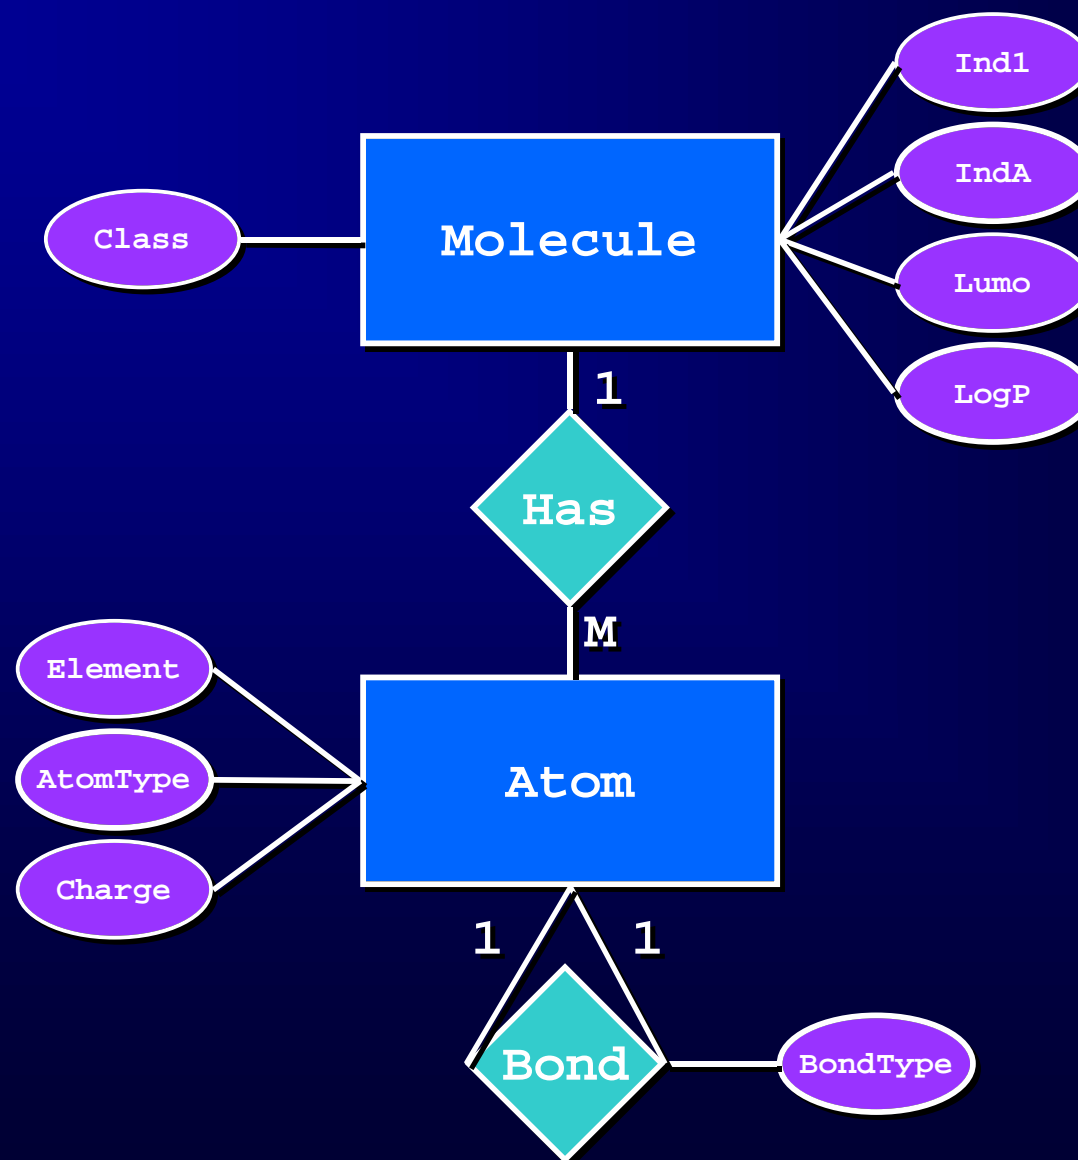 Ind1
IndA
Class
Molecule
Lumo
LogP
1
Has
M
Element
AtomType
Atom
Charge
1
1
Bond
BondType